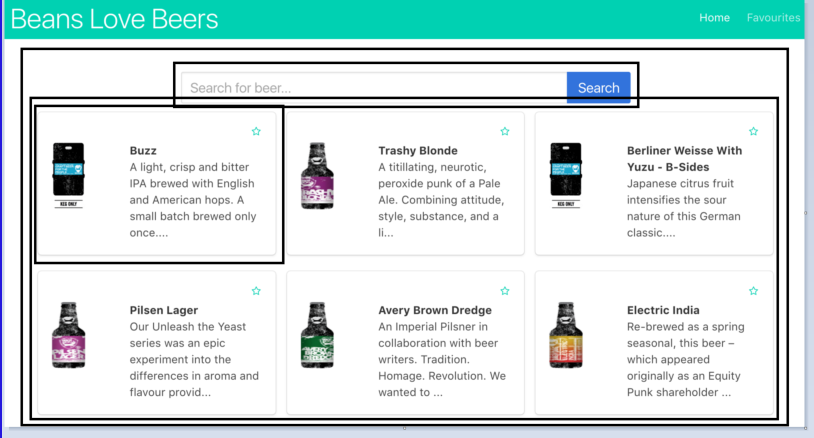 Beans Love Beers
Home Favourites
Search for beer... Search
Buzz
A light, crisp and bitter
IPA brewed with English
and American hops. A
small batch brewed only
once....
KEG ONLY
Trashy Blonde
A titillating, neurotic,
peroxide punk of a Pale
Ale. Combining attitude,
style, substance, and a
li...
Berliner Weisse With
Yuzu - B-Sides
Japanese citrus fruit
intensifies the sour
nature of this German
classic....
KEG ONLY
Pilsen Lager
Our Unleash the Yeast
series was an epic
experiment into the
differences in aroma and
flavour provid...
Avery Brown Dredge
An Imperial Pilsner in
collaboration with beer
writers. Tradition.
Homage. Revolution. We
wanted to ...
Electric India
Re-brewed as a spring
seasonal, this beer –
which appeared
originally as an Equity
Punk shareholder ...